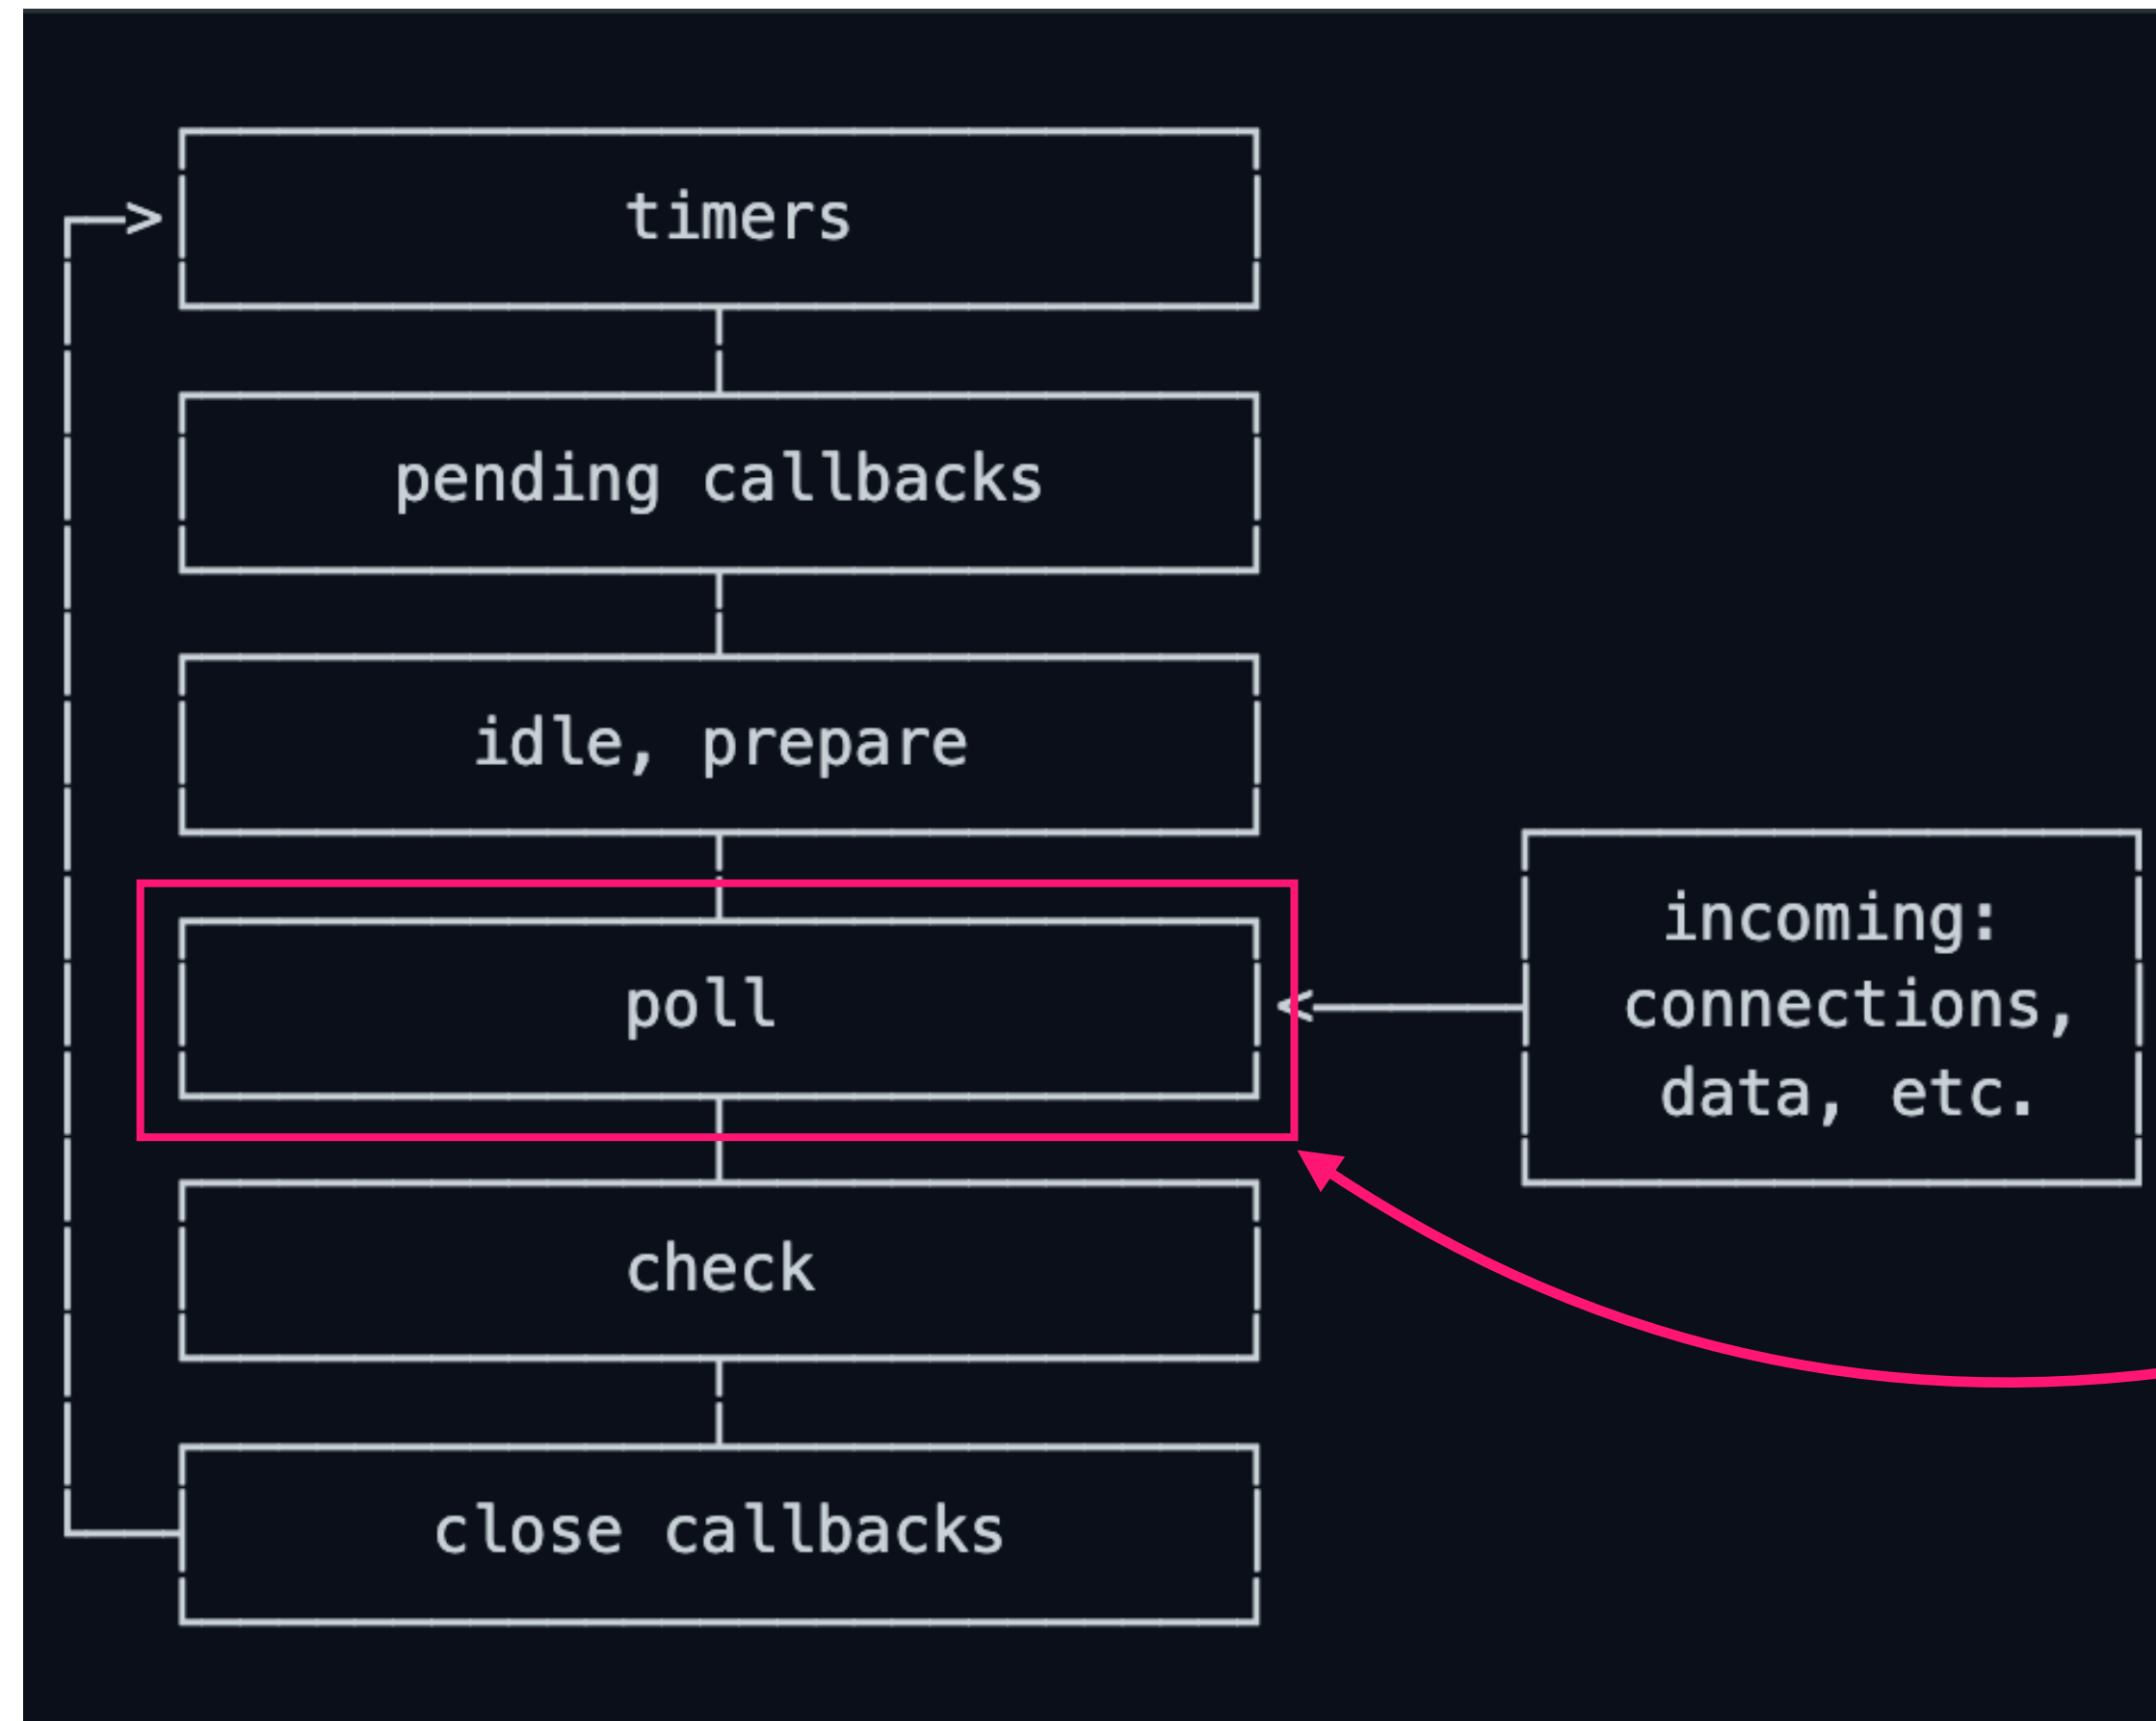 timers
pending callbacks
idle, prepare
poll
incoming:
connections,
data, etc.
check
close callbacks